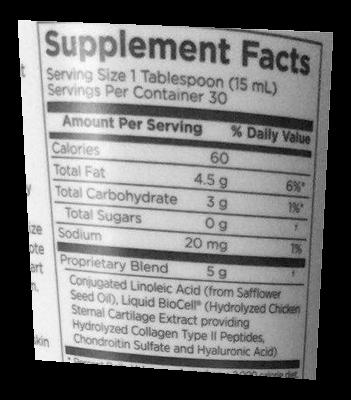 Supplement Facts
Serving Size 1 Tablespoon (15 mL)
Servings Per Container 30
Amount Per Serving % Daily Value
Calories 60
Total Fat 4.5 g 6%*
Total Carbohydrate 3 g 1%*
Total Sugars 0 g †
Sodium 20 mg 1%
Proprietary Blend 5 g †
Conjugated Linoleic Acid (from Safflower
Seed Oil), Liquid BioCell® (Hydrolyzed Chicken
Sternal Cartilage Extract providing
Hydrolyzed Collagen Type II Peptides,
Chondroitin Sulfate and Hyaluronic Acid)